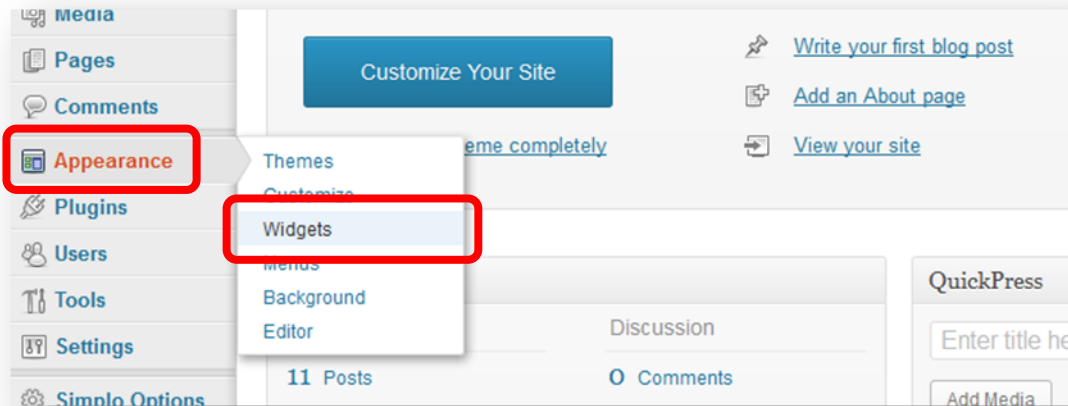 Media
Pages
Comments
Appearance
Plugins
Users
Tools
Settings
Simplo Options
Themes
Customize
Widgets
Menus
Background
Editor
Customize Your Site
eme completely
Write your first blog post
Add an About page
View your site
Discussion
11 Posts
0 Comments
QuickPress
Enter title he
Add Media